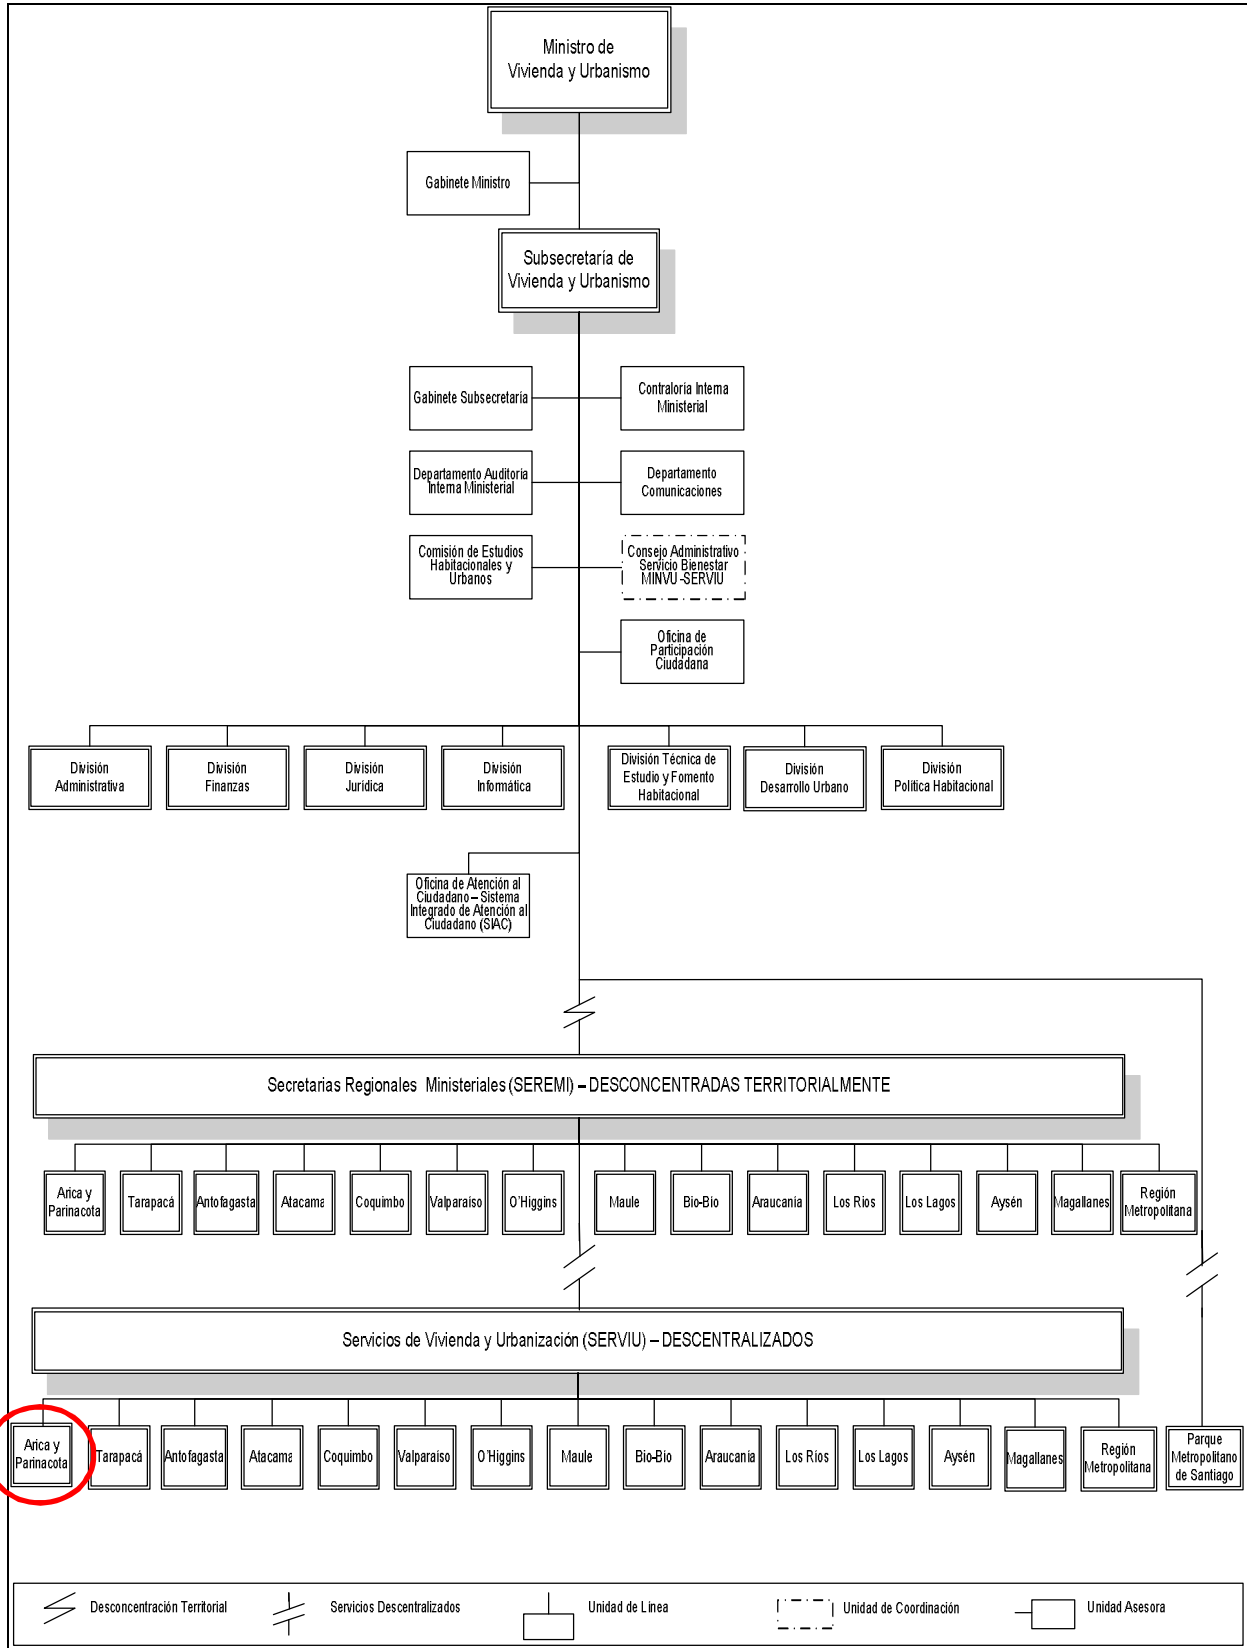 Ministro de
Vivienda y Urbanismo
Gabinete Ministro
Subsecretaría de
Vivienda y Urbanismo
Gabinete Subsecretaría
Contraloría Interna
Ministerial
Departamento Auditoria
Interna Ministerial
Departamento
Comunicaciones
Comisión de Estudios
Habitacionales y
Urbanos
Consejo Administrativo
Servicio Bienestar
MINVU -SERVIU
Oficina de
Participación
Ciudadana
División
Administrativa
División
Finanzas
División
Jurídica
División
Informática
División Técnica de
Estudio y Fomento
Habitacional
División
Desarrollo Urbano
División
Política Habitacional
Oficina de Atención al
Ciudadano – Sistema
Integrado de Atención al
Ciudadano (SIAC)
Secretarias Regionales Ministeriales (SEREMI) – DESCONCENTRADAS TERRITORIALMENTE
Arica y
Parinacota
Tarapacá
Antofagasta
Atacama
Coquimbo
Valparaíso
O'Higgins
Maule
Bio-Bio
Araucanía
Los Ríos
Los Lagos
Aysén
Magallanes
Región
Metropolitana
Servicios de Vivienda y Urbanización (SERVIU) – DESCENTRALIZADOS
Arica y
Parinacota
Tarapacá
Antofagasta
Atacama
Coquimbo
Valparaíso
O'Higgins
Maule
Bio-Bio
Araucanía
Los Ríos
Los Lagos
Aysén
Magallanes
Región
Metropolitana
Parque
Metropolitano
de Santiago
Desconcentración Territorial
Servicios Descentralizados
Unidad de Línea
Unidad de Coordinación
Unidad Asesora